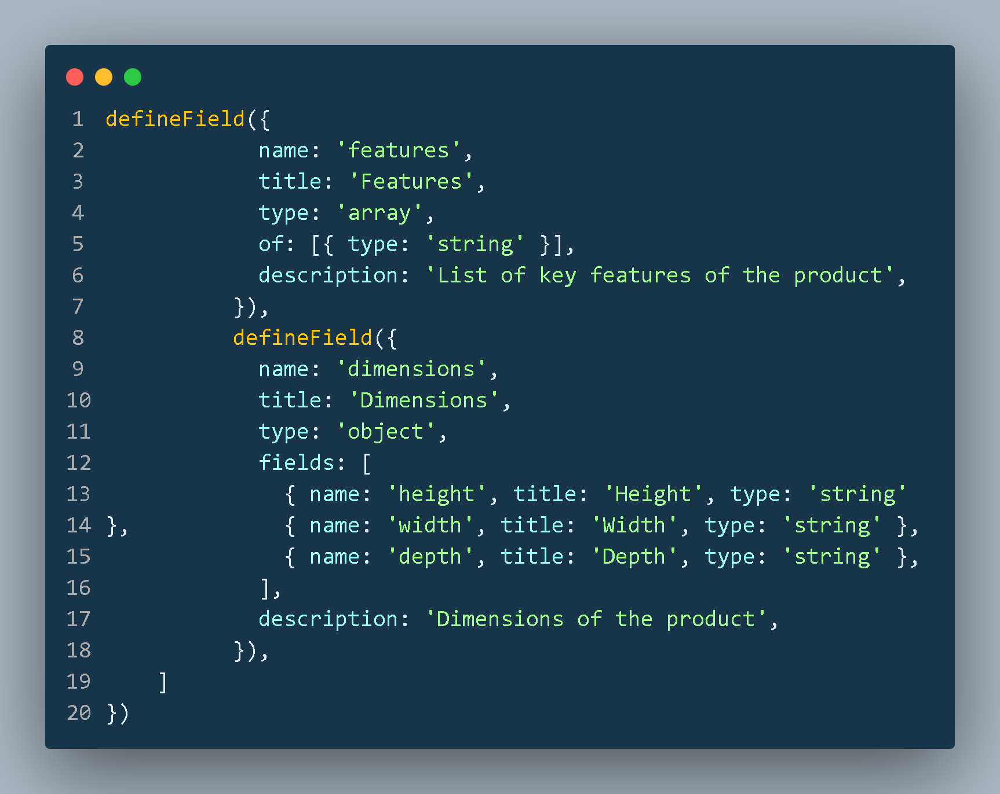 1 defineField({
2 name: 'features',
3 title: 'Features',
4 type: 'array',
5 of: [{ type: 'string' }],
6 description: 'List of key features of the product',
7 }),
8 defineField({
9 name: 'dimensions',
10 title: 'Dimensions',
11 type: 'object',
12 fields: [
13 { name: 'height', title: 'Height', type: 'string'
14 }, { name: 'width', title: 'Width', type: 'string' },
15 { name: 'depth', title: 'Depth', type: 'string' },
16 ],
17 description: 'Dimensions of the product',
18 }),
19 ]
20 })